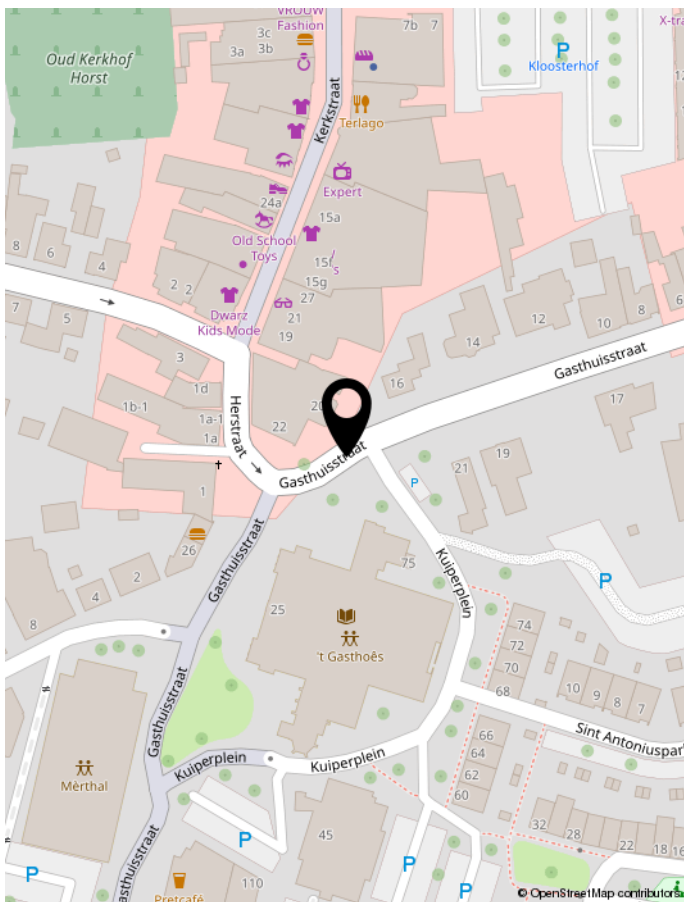 VROUW
Fashion
3c
3b
3a
7b 7
X-tra
Oud Kerkhof
Horst
P
Kloosterhof
Kerkstraat
Terlago
Expert
24a
15a
Old School
Toys
15f
s
15g
27
21
19
8
6
4
2 2
Dwarz
Kids Mode
7
5
3
1d
1b-1
1a-1
1a
1
Herstraat
20
22
16
14
12
10
8
6
Gasthuisstraat
17
Gasthuisstraat
P
21
19
26
2
4
8
Gasthuisstraat
75
25
't Gasthoês
Kuiperplein
P
74
72
70
68
10
9
8
7
Sint Antoniuspark
66
64
62
60
Gasthuisstraat
Kuiperplein
Kuiperplein
Mèrthal
P
45
P
P
P
32
28
22
18
16
110
Pretcafé
Gasthuisstraat
© OpenStreetMap contributors